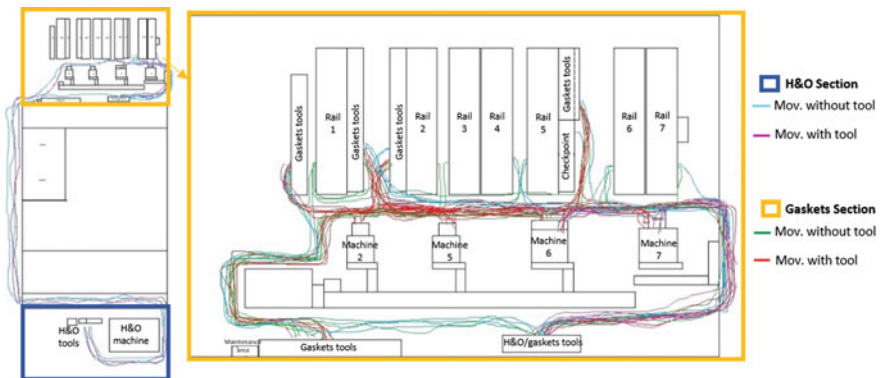 H&O
tools
H&O
machine
Gaskets tools
Rail
1
Gaskets tools
Gaskets tools
Rail
2
Rail
3
Rail
4
Rail
5
Gaskets tools
Checkpoint
Rail
6
Rail
7
Machine
2
Machine
5
Machine
6
Machine
7
Maintenance
area
Gaskets tools
H&O/gaskets tools
H&O Section
Mov. without tool
Mov. with tool
Gaskets Section
Mov. without tool
Mov. with tool